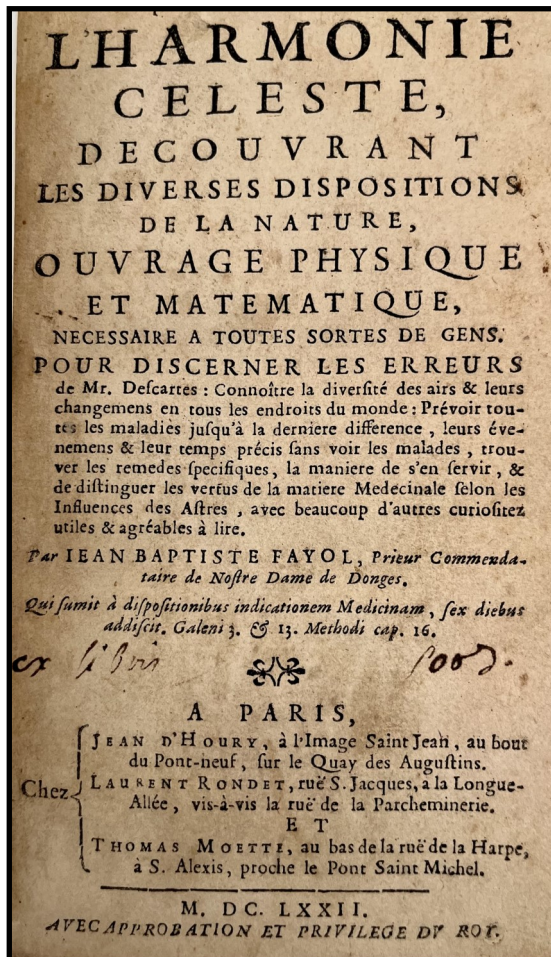 L'HARMONIE
CELESTE,
DECOUVRANT
LES DIVERSES DISPOSITIONS
DE LA NATURE,
OUVRAGE PHYSIQUE
ET MATEMATIQUE,
NECESSAIRE A TOUTES SORTES DE GENS.
POUR DISCERNER LES ERREURS
de Mr. Deſcartes : Connoître la diverſité des airs & leurs
changemens en tous les endroits du monde : Prévoir tou-
tes les maladies juſqu'à la derniere difference , leurs éve-
nemens & leur temps précis ſans voir les malades , trou-
ver les remedes ſpecifiques, la maniere de s'en ſervir , &
de diſtinguer les vertus de la matiere Medecinale ſelon les
Influences des Aſtres , avec beaucoup d'autres curioſitez
utiles & agréables à lire.
Par IEAN BAPTISTE FAYOL, Prieur Commenda-
taire de Noſtre Dame de Donges.
Qui ſumit à diſpoſitionibus indicationem Medicinam, ſex diebus
addiſcit. Galeni 3. & 13. Methodi cap. 16.
ex libris
A PARIS,
JEAN D'HOURY, à l'Image Saint Jean, au bout
du Pont-neuf, ſur le Quay des Auguſtins.
Chez LAURENT RONDET, ruë S. Jacques, a la Longue-
Allée, vis-à-vis la ruë de la Parcheminerie.
ET
THOMAS MOETTE, au bas de la ruë de la Harpe,
à S. Alexis, proche le Pont Saint Michel.
M. DC. LXXII.
AVEC APPROBATION ET PRIVILEGE DV ROY.